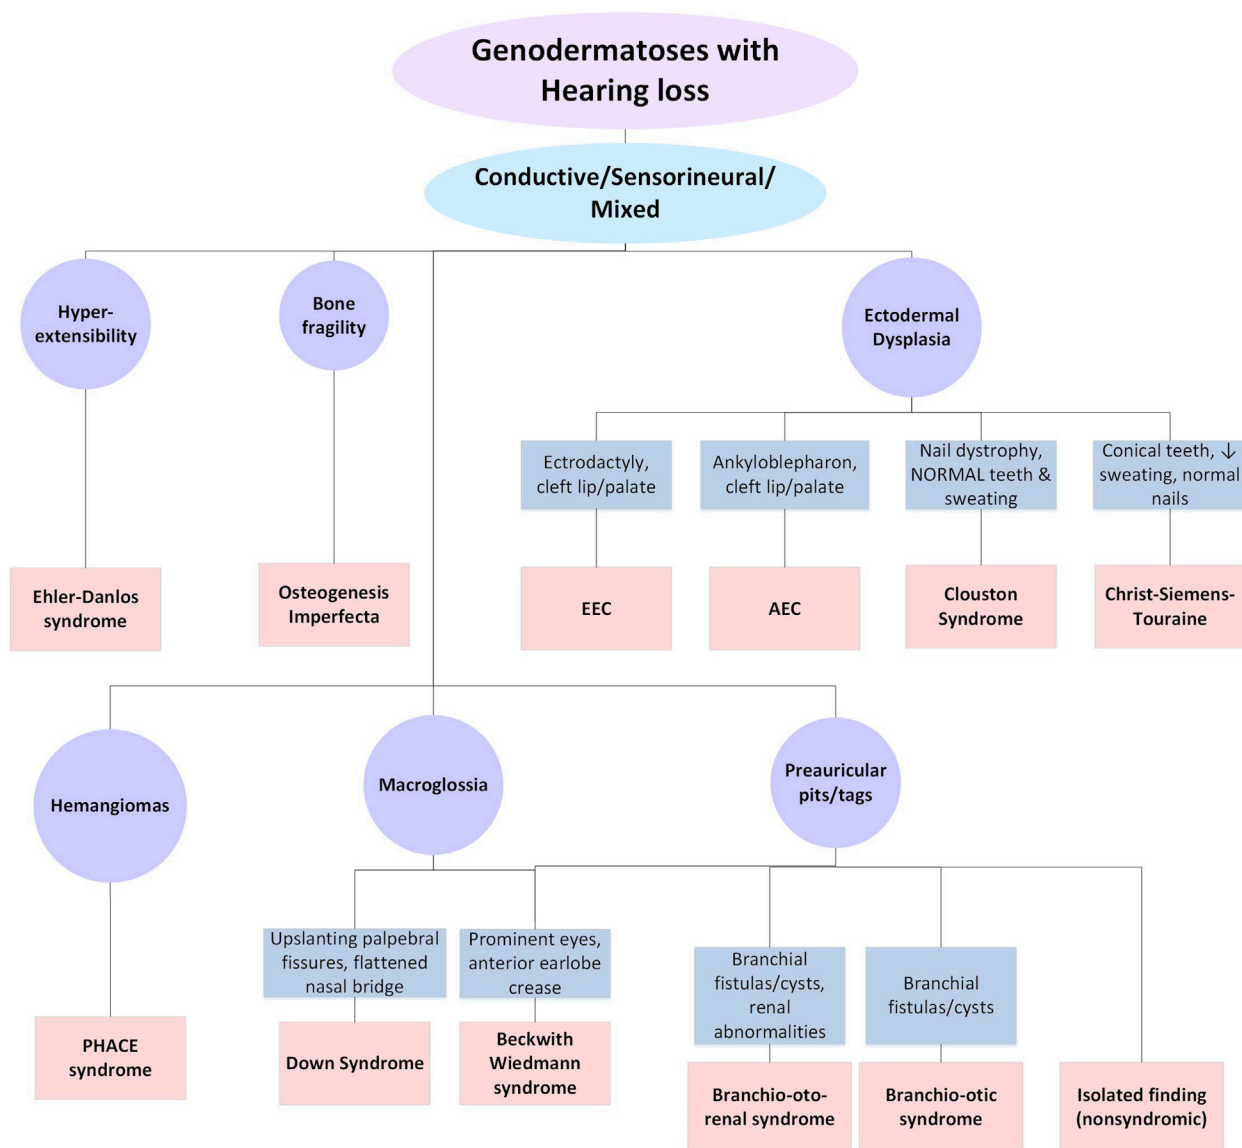 Genodermatoses with
Hearing loss
Conductive/Sensorineural/
Mixed
Hyper-
extensibility
Bone
fragility
Ectodermal
Dysplasia
Ectrodactyly,
cleft lip/palate
Ankyloblepharon,
cleft lip/palate
Nail dystrophy,
NORMAL teeth &
sweating
Conical teeth, ↓
sweating, normal
nails
Ehler-Danlos
syndrome
Osteogenesis
Imperfecta
EEC
AEC
Clouston
Syndrome
Christ-Siemens-
Touraine
Hemangiomas
Macroglossia
Preauricular
pits/tags
Upslanting palpebral
fissures, flattened
nasal bridge
Prominent eyes,
anterior earlobe
crease
Branchial
fistulas/cysts,
renal
abnormalities
Branchial
fistulas/cysts
PHACE
syndrome
Down Syndrome
Beckwith
Wiedmann
syndrome
Branchio-oto-
renal syndrome
Branchio-otic
syndrome
Isolated finding
(nonsyndromic)